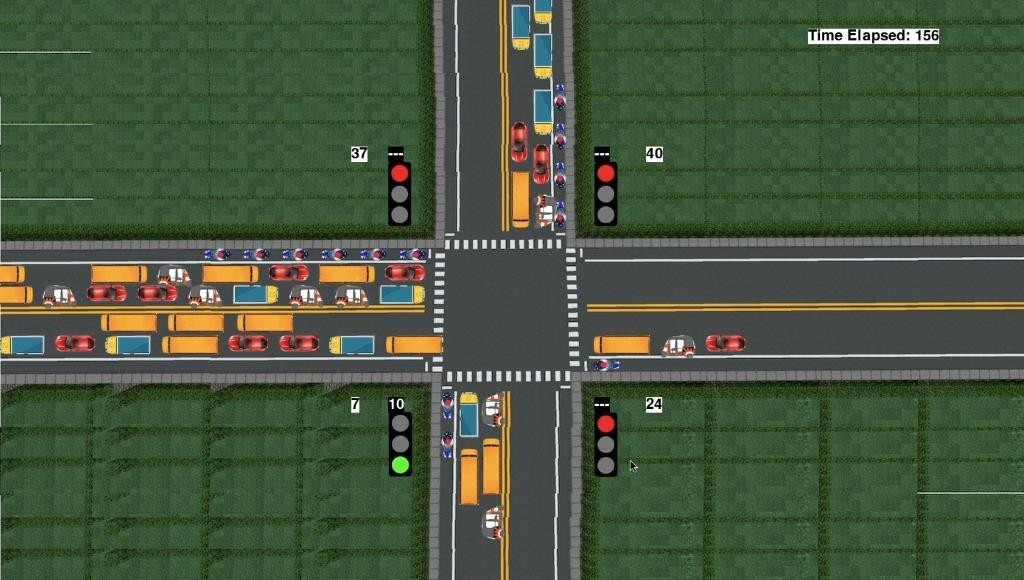 Time Elapsed: 156
37 ---
--- 40
7 10
--- 24